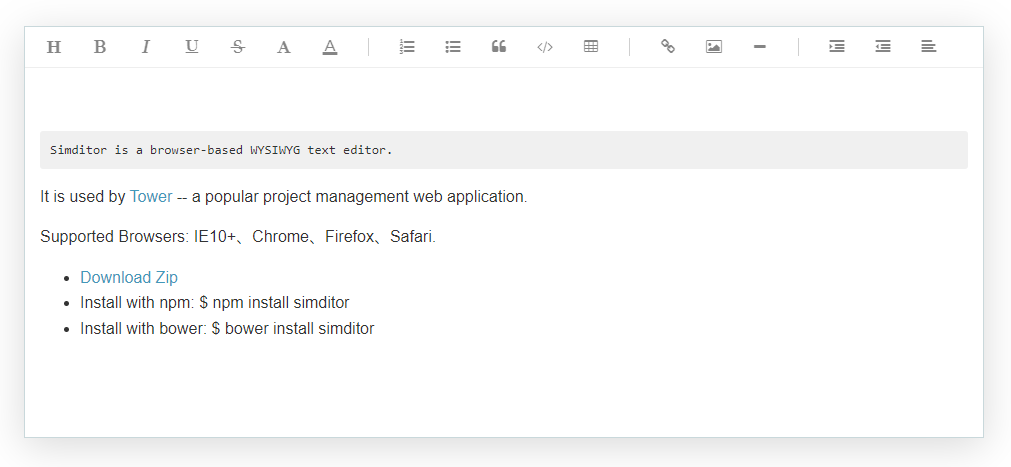 H B I U S A A
Simditor is a browser-based WYSIWYG text editor.
It is used by Tower -- a popular project management web application.
Supported Browsers: IE10+、Chrome、Firefox、Safari.
Download Zip
Install with npm: $ npm install simditor
Install with bower: $ bower install simditor